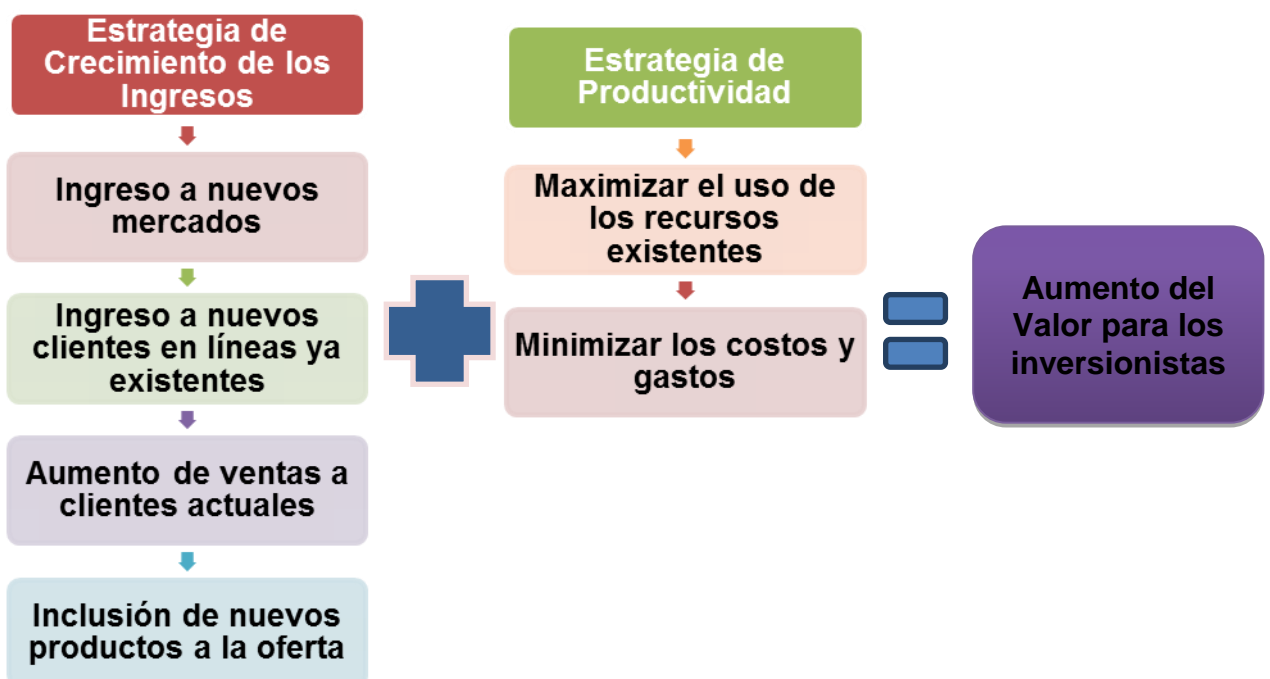 Estrategia de
Crecimiento de los
Ingresos
Ingreso a nuevos
mercados
Ingreso a nuevos
clientes en líneas ya
existentes
Aumento de ventas a
clientes actuales
Inclusión de nuevos
productos a la oferta
Estrategia de
Productividad
Maximizar el uso de
los recursos
existentes
Minimizar los costos y
gastos
Aumento del
Valor para los
inversionistas